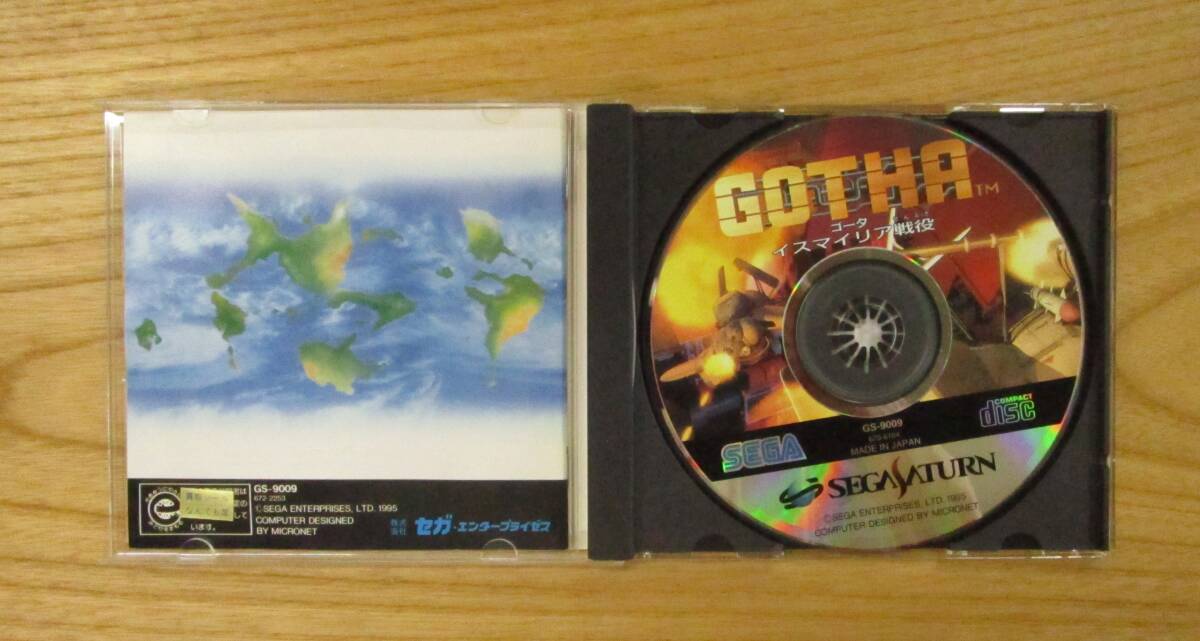 GS-9009
672-2253
©SEGA ENTERPRISES, LTD. 1995
COMPUTER DESIGNED
BY MICRONET
います。
株式
会社
セガ・エンタープライゼス
GOTHA TM
ゴータ
イスマイリア戦役
COMPACT
disc
GS-9009
MADE IN JAPAN
SEGA
SEGA SATURN
©SEGA ENTERPRISES, LTD. 1995
COMPUTER DESIGNED BY MICRONET